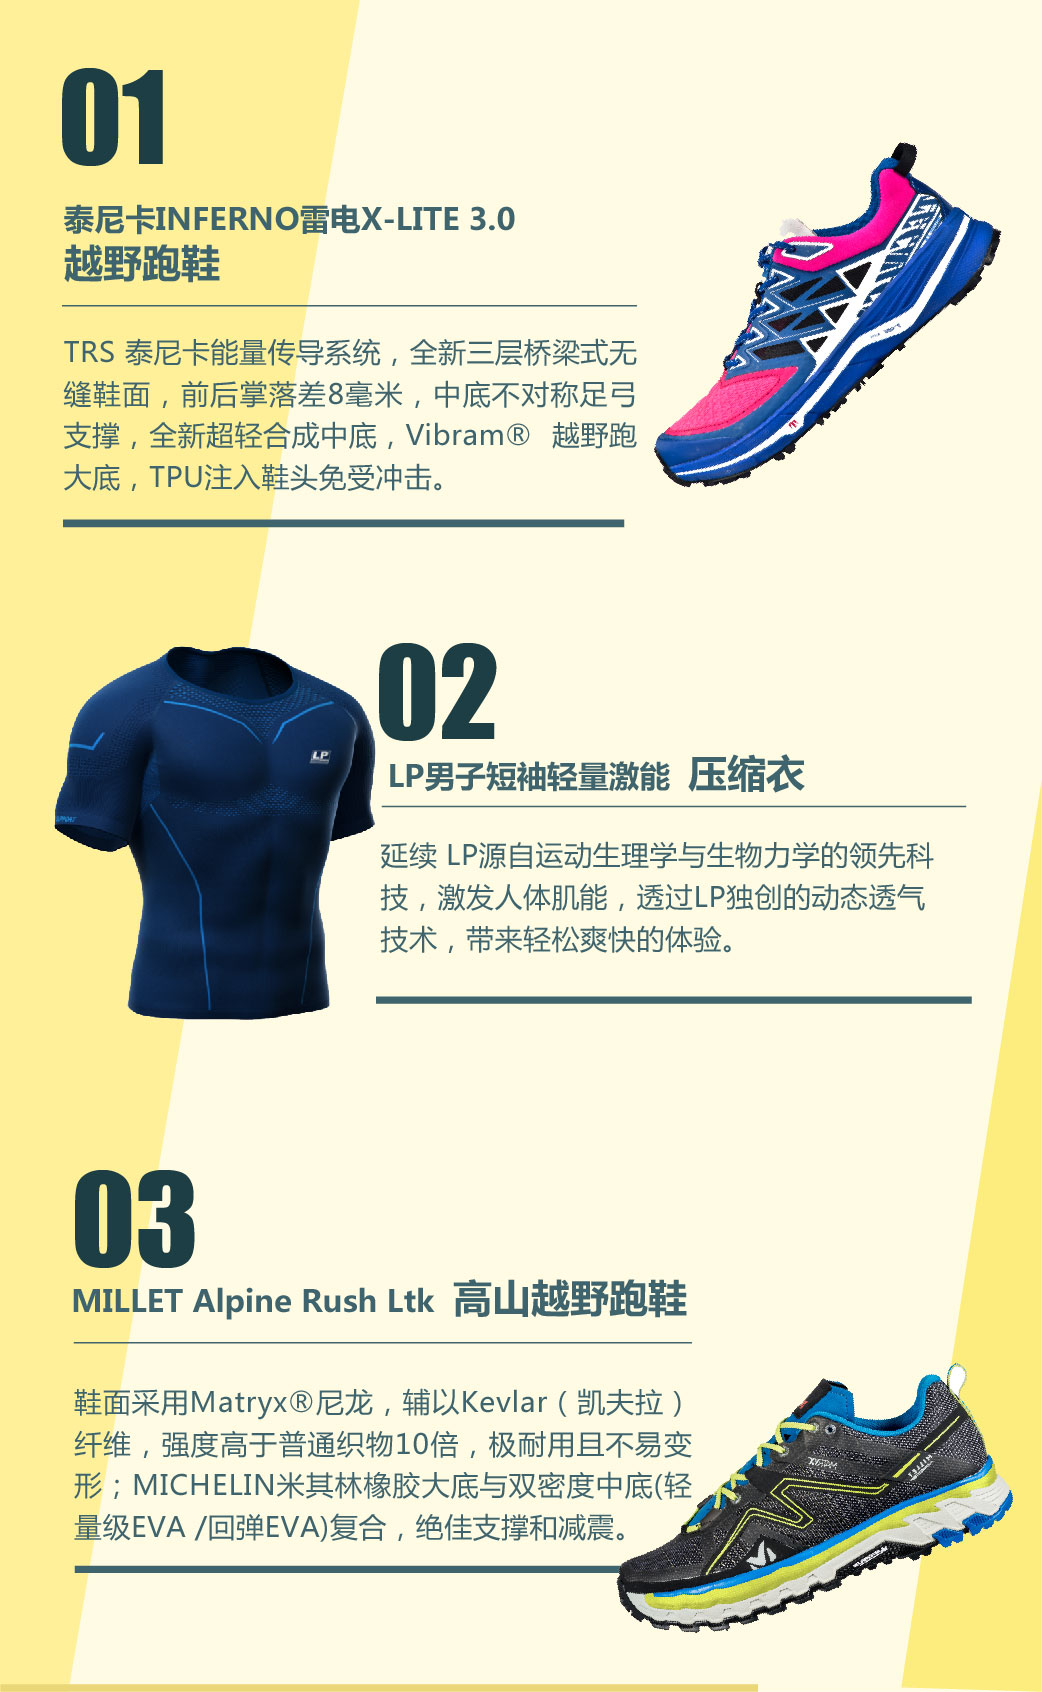 01
泰尼卡INFERNO雷电X-LITE 3.0
越野跑鞋
TRS 泰尼卡能量传导系统，全新三层桥梁式无
缝鞋面，前后掌落差8毫米，中底不对称足弓
支撑，全新超轻合成中底，Vibram® 越野跑
大底，TPU注入鞋头免受冲击。
02
LP
LP男子短袖轻量激能 压缩衣
延续 LP源自运动生理学与生物力学的领先科
技，激发人体肌能，透过LP独创的动态透气
技术，带来轻松爽快的体验。
03
MILLET Alpine Rush Ltk 高山越野跑鞋
鞋面采用Matryx®尼龙，辅以Kevlar（凯夫拉）
纤维，强度高于普通织物10倍，极耐用且不易变
形；MICHELIN米其林橡胶大底与双密度中底(轻
量级EVA /回弹EVA)复合，绝佳支撑和减震。